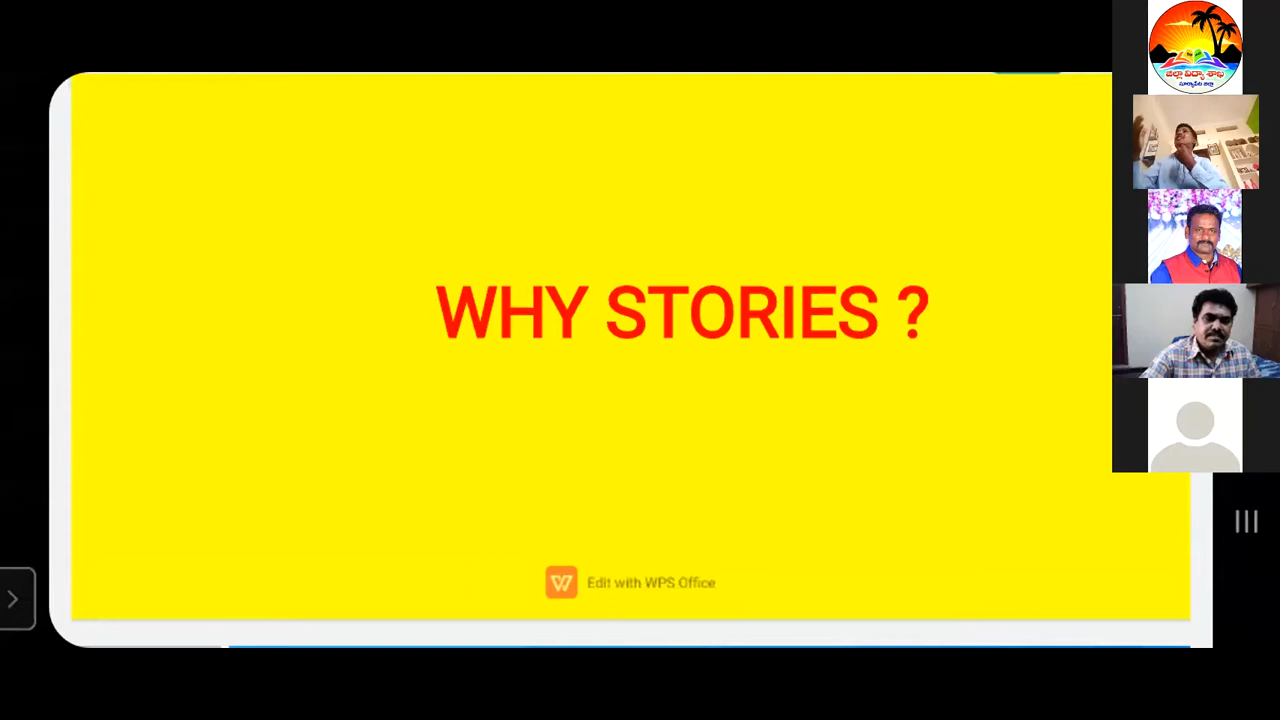 WHY STORIES ?
Edit with WPS Office
జిల్లా విద్యా శాఖ
సూర్యాపేట జిల్లా